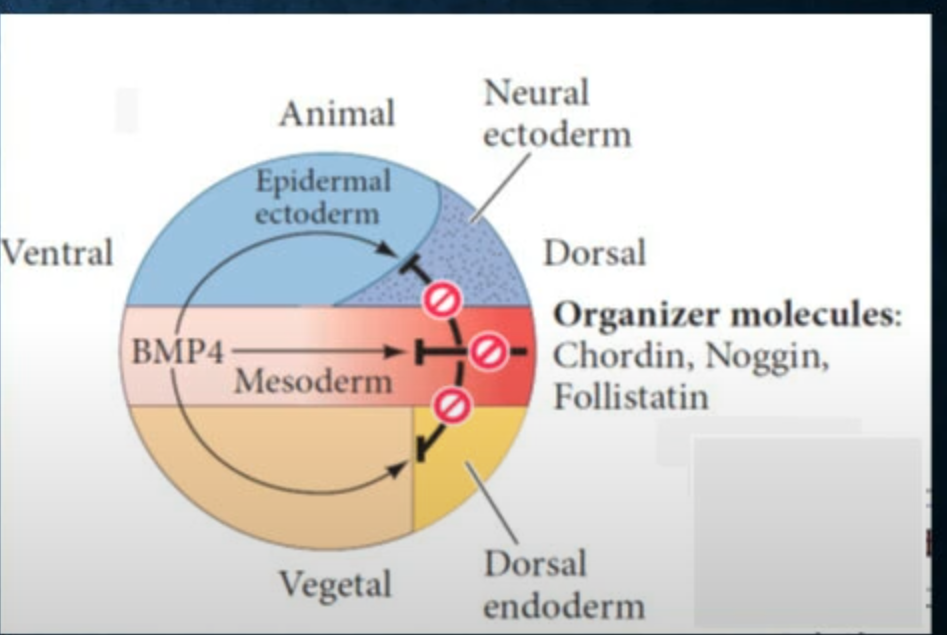 Animal
Neural
ectoderm
Epidermal
ectoderm
Ventral
Dorsal
Organizer molecules:
Chordin, Noggin,
Follistatin
BMP4
Mesoderm
Vegetal
Dorsal
endoderm